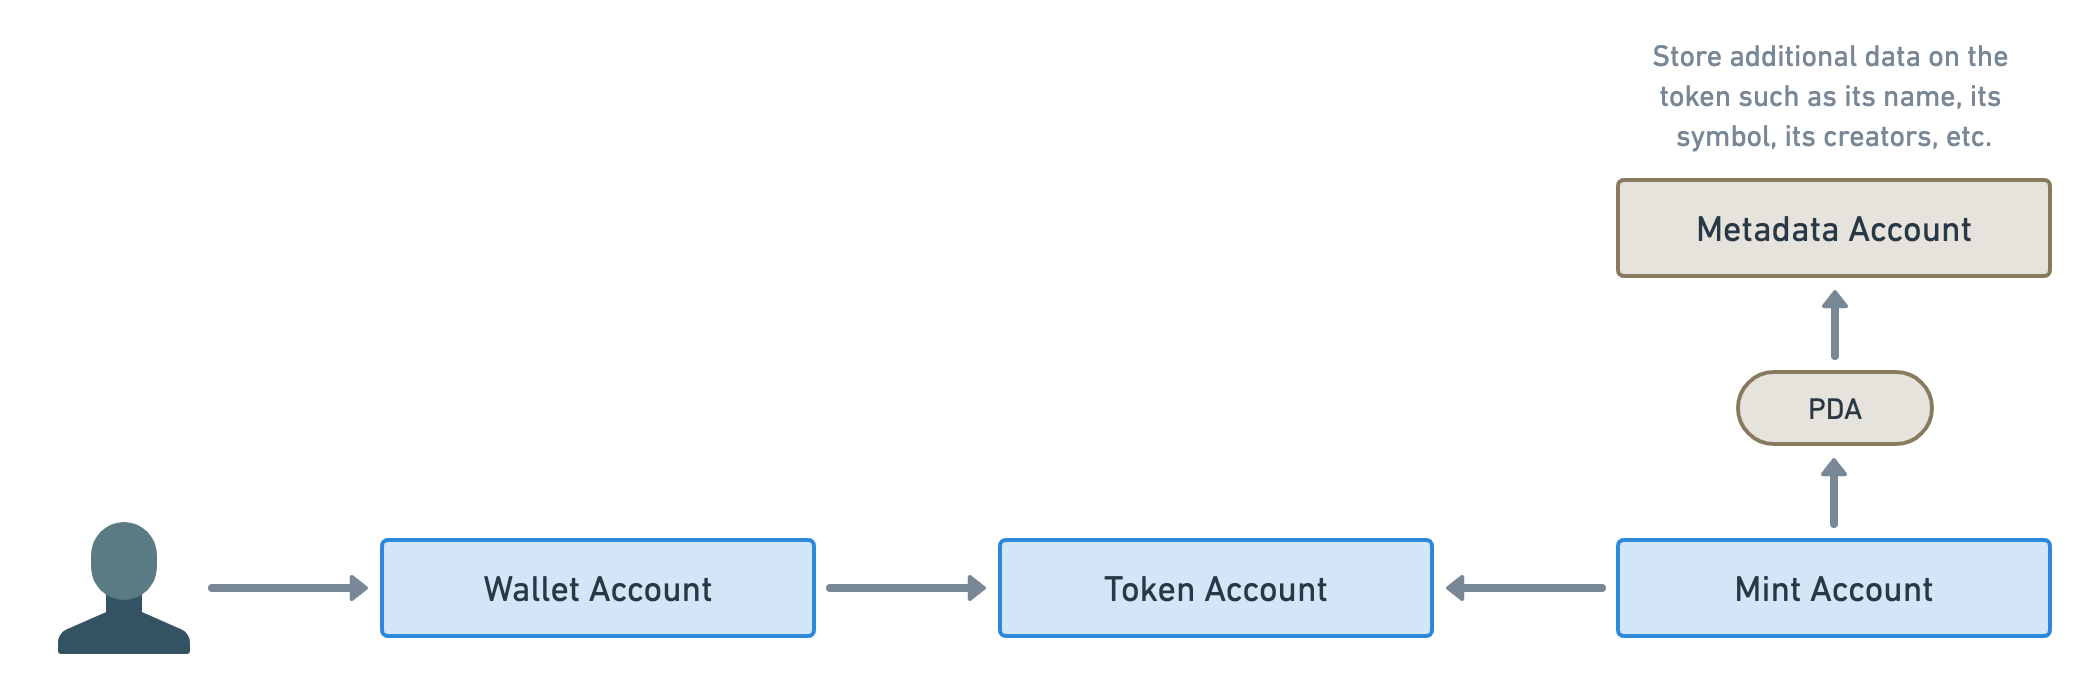 Store additional data on the
token such as its name, its
symbol, its creators, etc.
Metadata Account
PDA
Wallet Account
Token Account
Mint Account